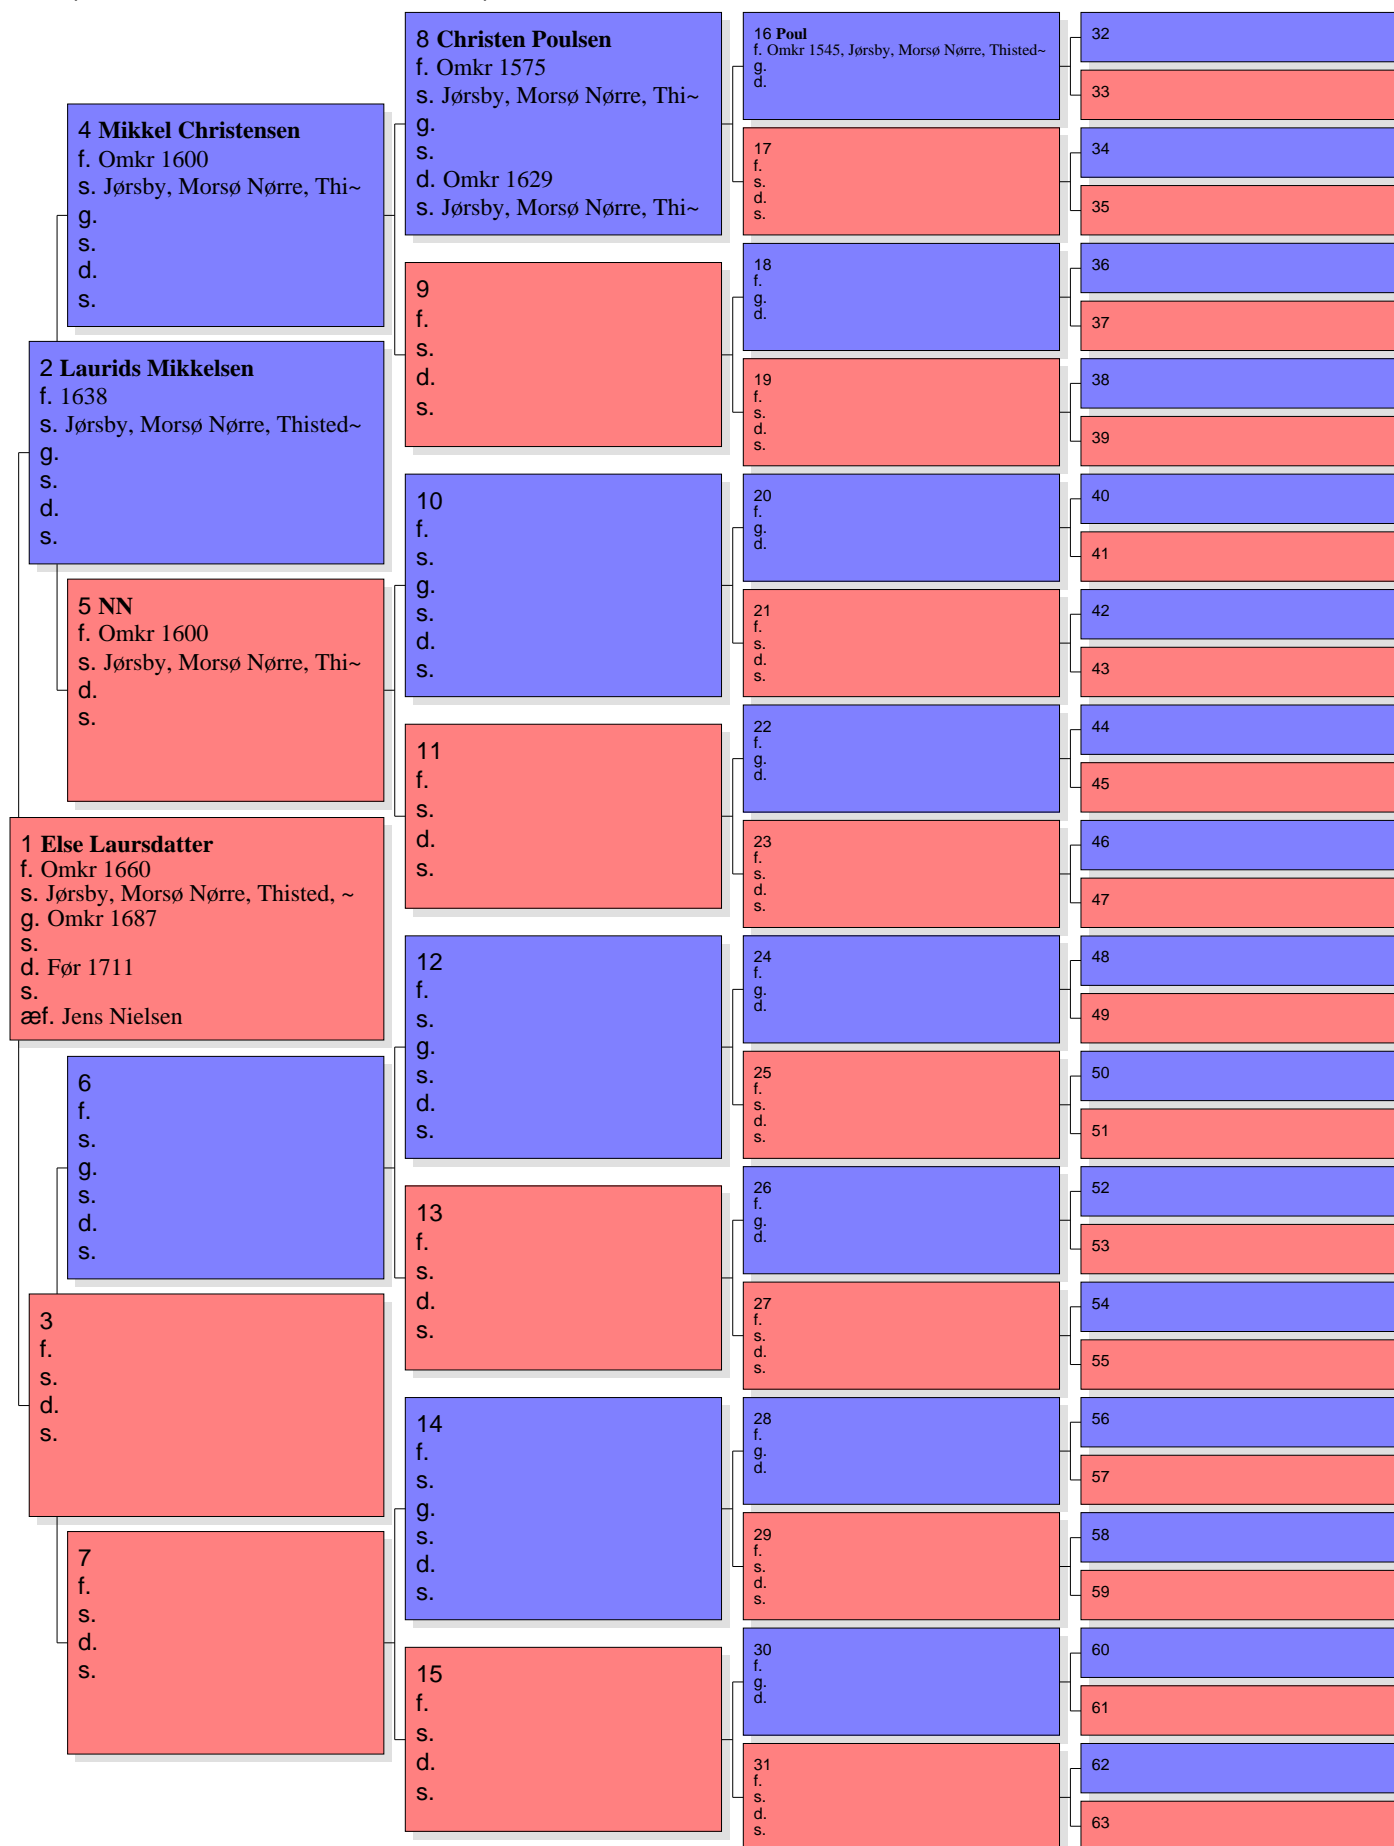 8 Christen Poulsen
f. Omkr 1575
s. Jørsby, Morsø Nørre, Thi~
g.
s.
d. Omkr 1629
s. Jørsby, Morsø Nørre, Thi~
16 Poul
f. Omkr 1545, Jørsby, Morsø Nørre, Thisted~
g.
d.
32
33
4 Mikkel Christensen
f. Omkr 1600
s. Jørsby, Morsø Nørre, Thi~
g.
s.
d.
s.
17
f.
s.
d.
s.
34
35
9
f.
s.
d.
s.
18
f.
g.
d.
36
37
2 Laurids Mikkelsen
f. 1638
s. Jørsby, Morsø Nørre, Thisted~
g.
s.
d.
s.
19
f.
s.
d.
s.
38
39
10
f.
s.
g.
s.
d.
s.
20
f.
g.
d.
40
41
5 NN
f. Omkr 1600
s. Jørsby, Morsø Nørre, Thi~
d.
s.
21
f.
s.
d.
s.
42
43
11
f.
s.
d.
s.
22
f.
g.
d.
44
45
1 Else Laursdatter
f. Omkr 1660
s. Jørsby, Morsø Nørre, Thisted, ~
g. Omkr 1687
s.
d. Før 1711
s.
æf. Jens Nielsen
23
f.
s.
d.
s.
46
47
12
f.
s.
g.
s.
d.
s.
24
f.
g.
d.
48
49
6
f.
s.
g.
s.
d.
s.
25
f.
s.
d.
s.
50
51
13
f.
s.
d.
s.
26
f.
g.
d.
52
53
3
f.
s.
d.
s.
27
f.
s.
d.
s.
54
55
14
f.
s.
g.
s.
d.
s.
28
f.
g.
d.
56
57
7
f.
s.
d.
s.
29
f.
s.
d.
s.
58
59
15
f.
s.
d.
s.
30
f.
g.
d.
60
61
31
f.
s.
d.
s.
62
63